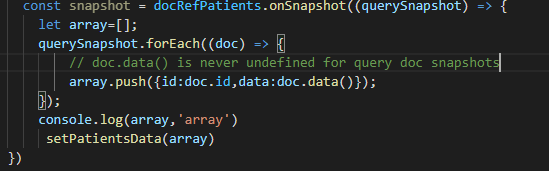 const snapshot = docRefPatients.onSnapshot((querySnapshot) => {
let array=[];
querySnapshot.forEach((doc) => {
// doc.data() is never undefined for query doc snapshots
array.push({id:doc.id,data:doc.data()});
});
console.log(array,'array')
setPatientsData(array)
})